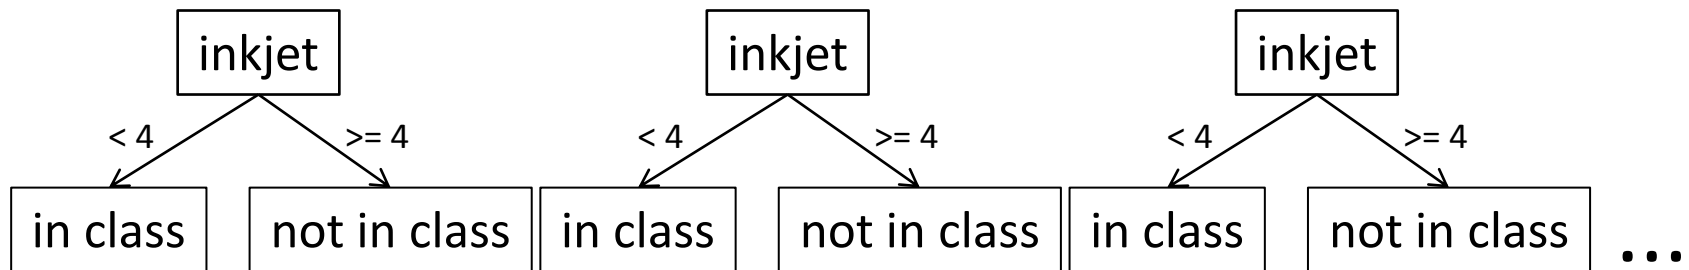 inkjet inkjet inkjet
< 4 >= 4 < 4 >= 4 < 4 >= 4
in class not in class in class not in class in class not in class ...